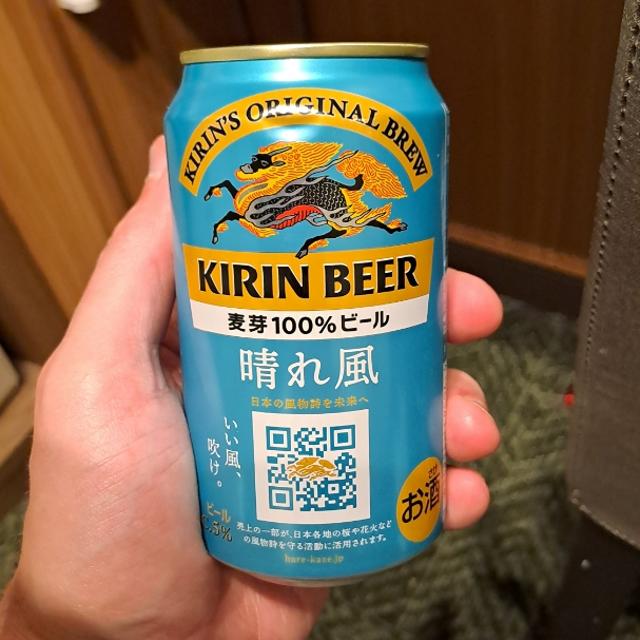 KIRIN'S ORIGINAL BREW
KIRIN BEER
麦芽100%ビール
晴れ風
日本の風物詩を未来へ
いい風、
吹け。
さけ
お酒
ビール
5%
売上の一部が、日本各地の桜や花火など
の風物詩を守る活動に活用されます。
hare-kaze.jp